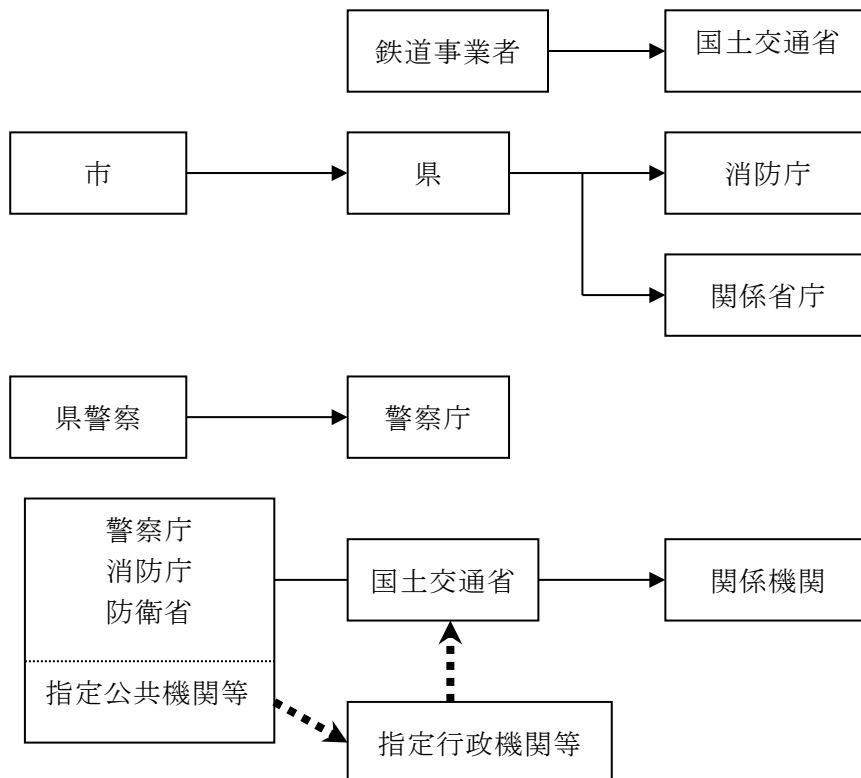 鉄道事業者
国土交通省
市
県
消防庁
関係省庁
県警察
警察庁
警察庁
消防庁
防衛省
国土交通省
関係機関
指定公共機関等
指定行政機関等